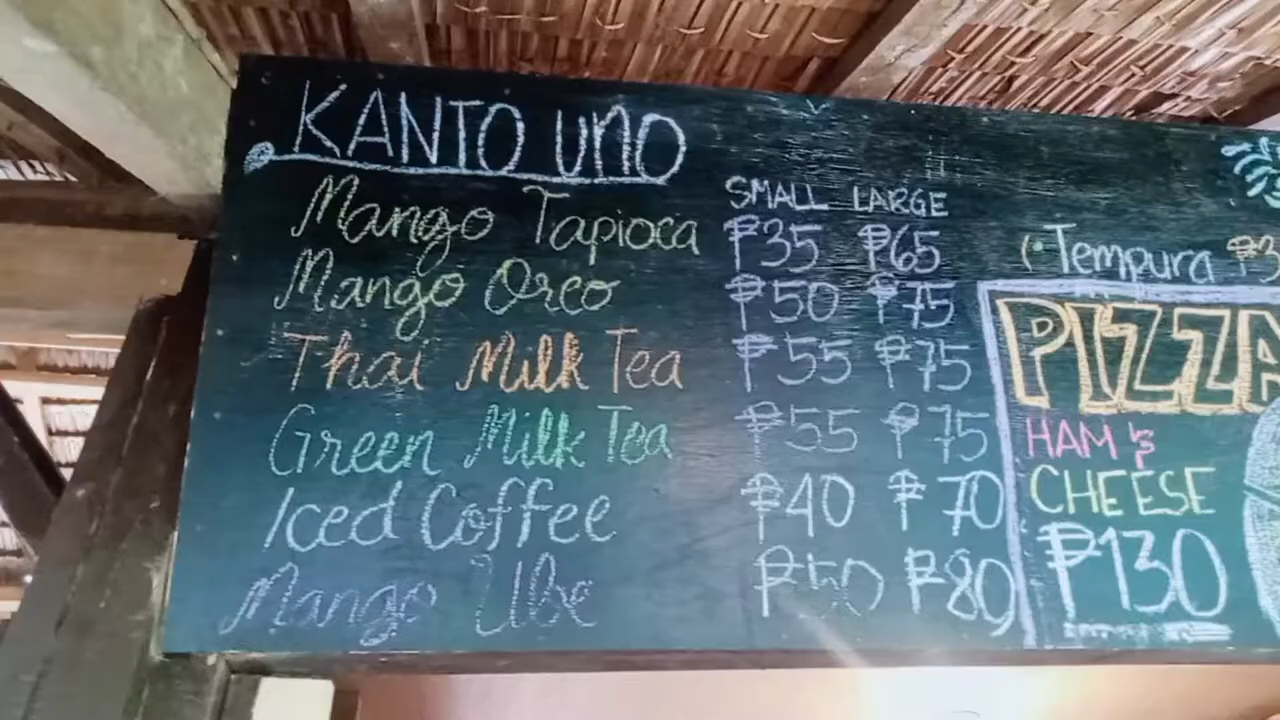 KANTO UNO
SMALL LARGE
Mango Tapioca ₱35 ₱65
Mango Oreo ₱50 ₱75
Thai Milk Tea ₱55 ₱75
Green Milk Tea ₱55 ₱75
Iced Coffee ₱40 ₱70
Mango Ube ₱50 ₱80
Tempura
PIZZA
HAM &
CHEESE
₱130